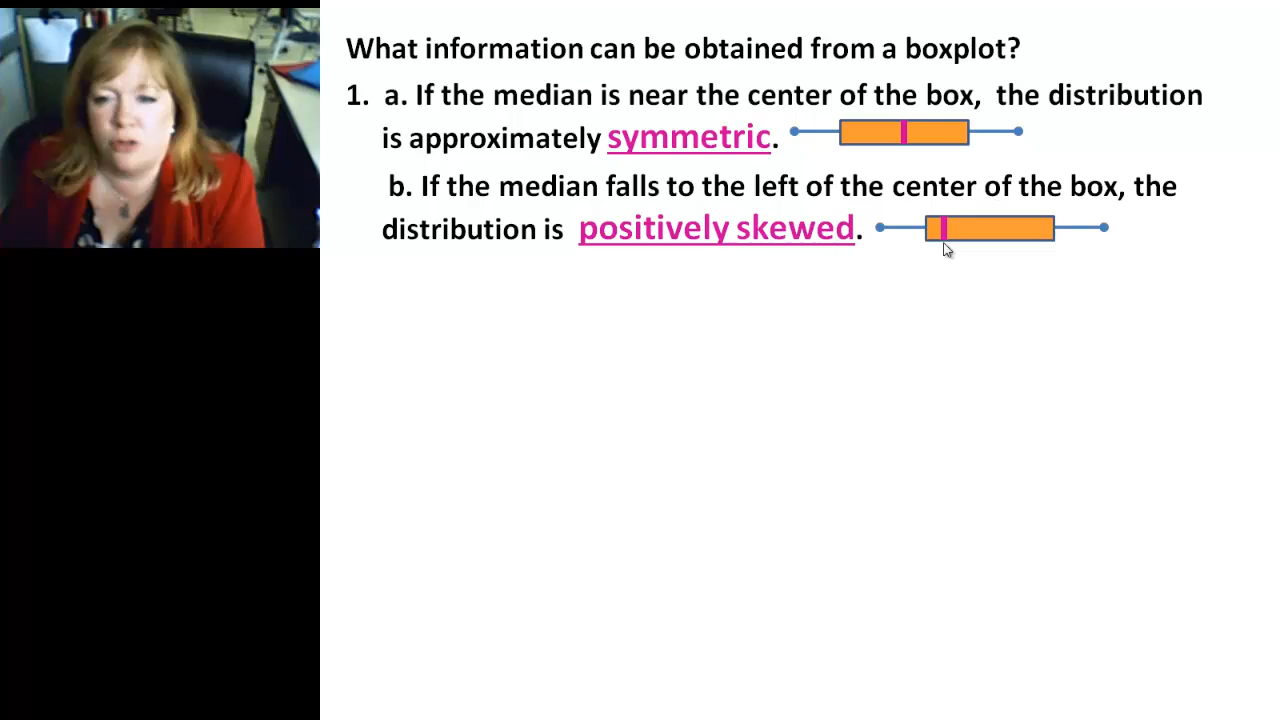 What information can be obtained from a boxplot?
1. a. If the median is near the center of the box, the distribution
is approximately symmetric.
b. If the median falls to the left of the center of the box, the
distribution is positively skewed.